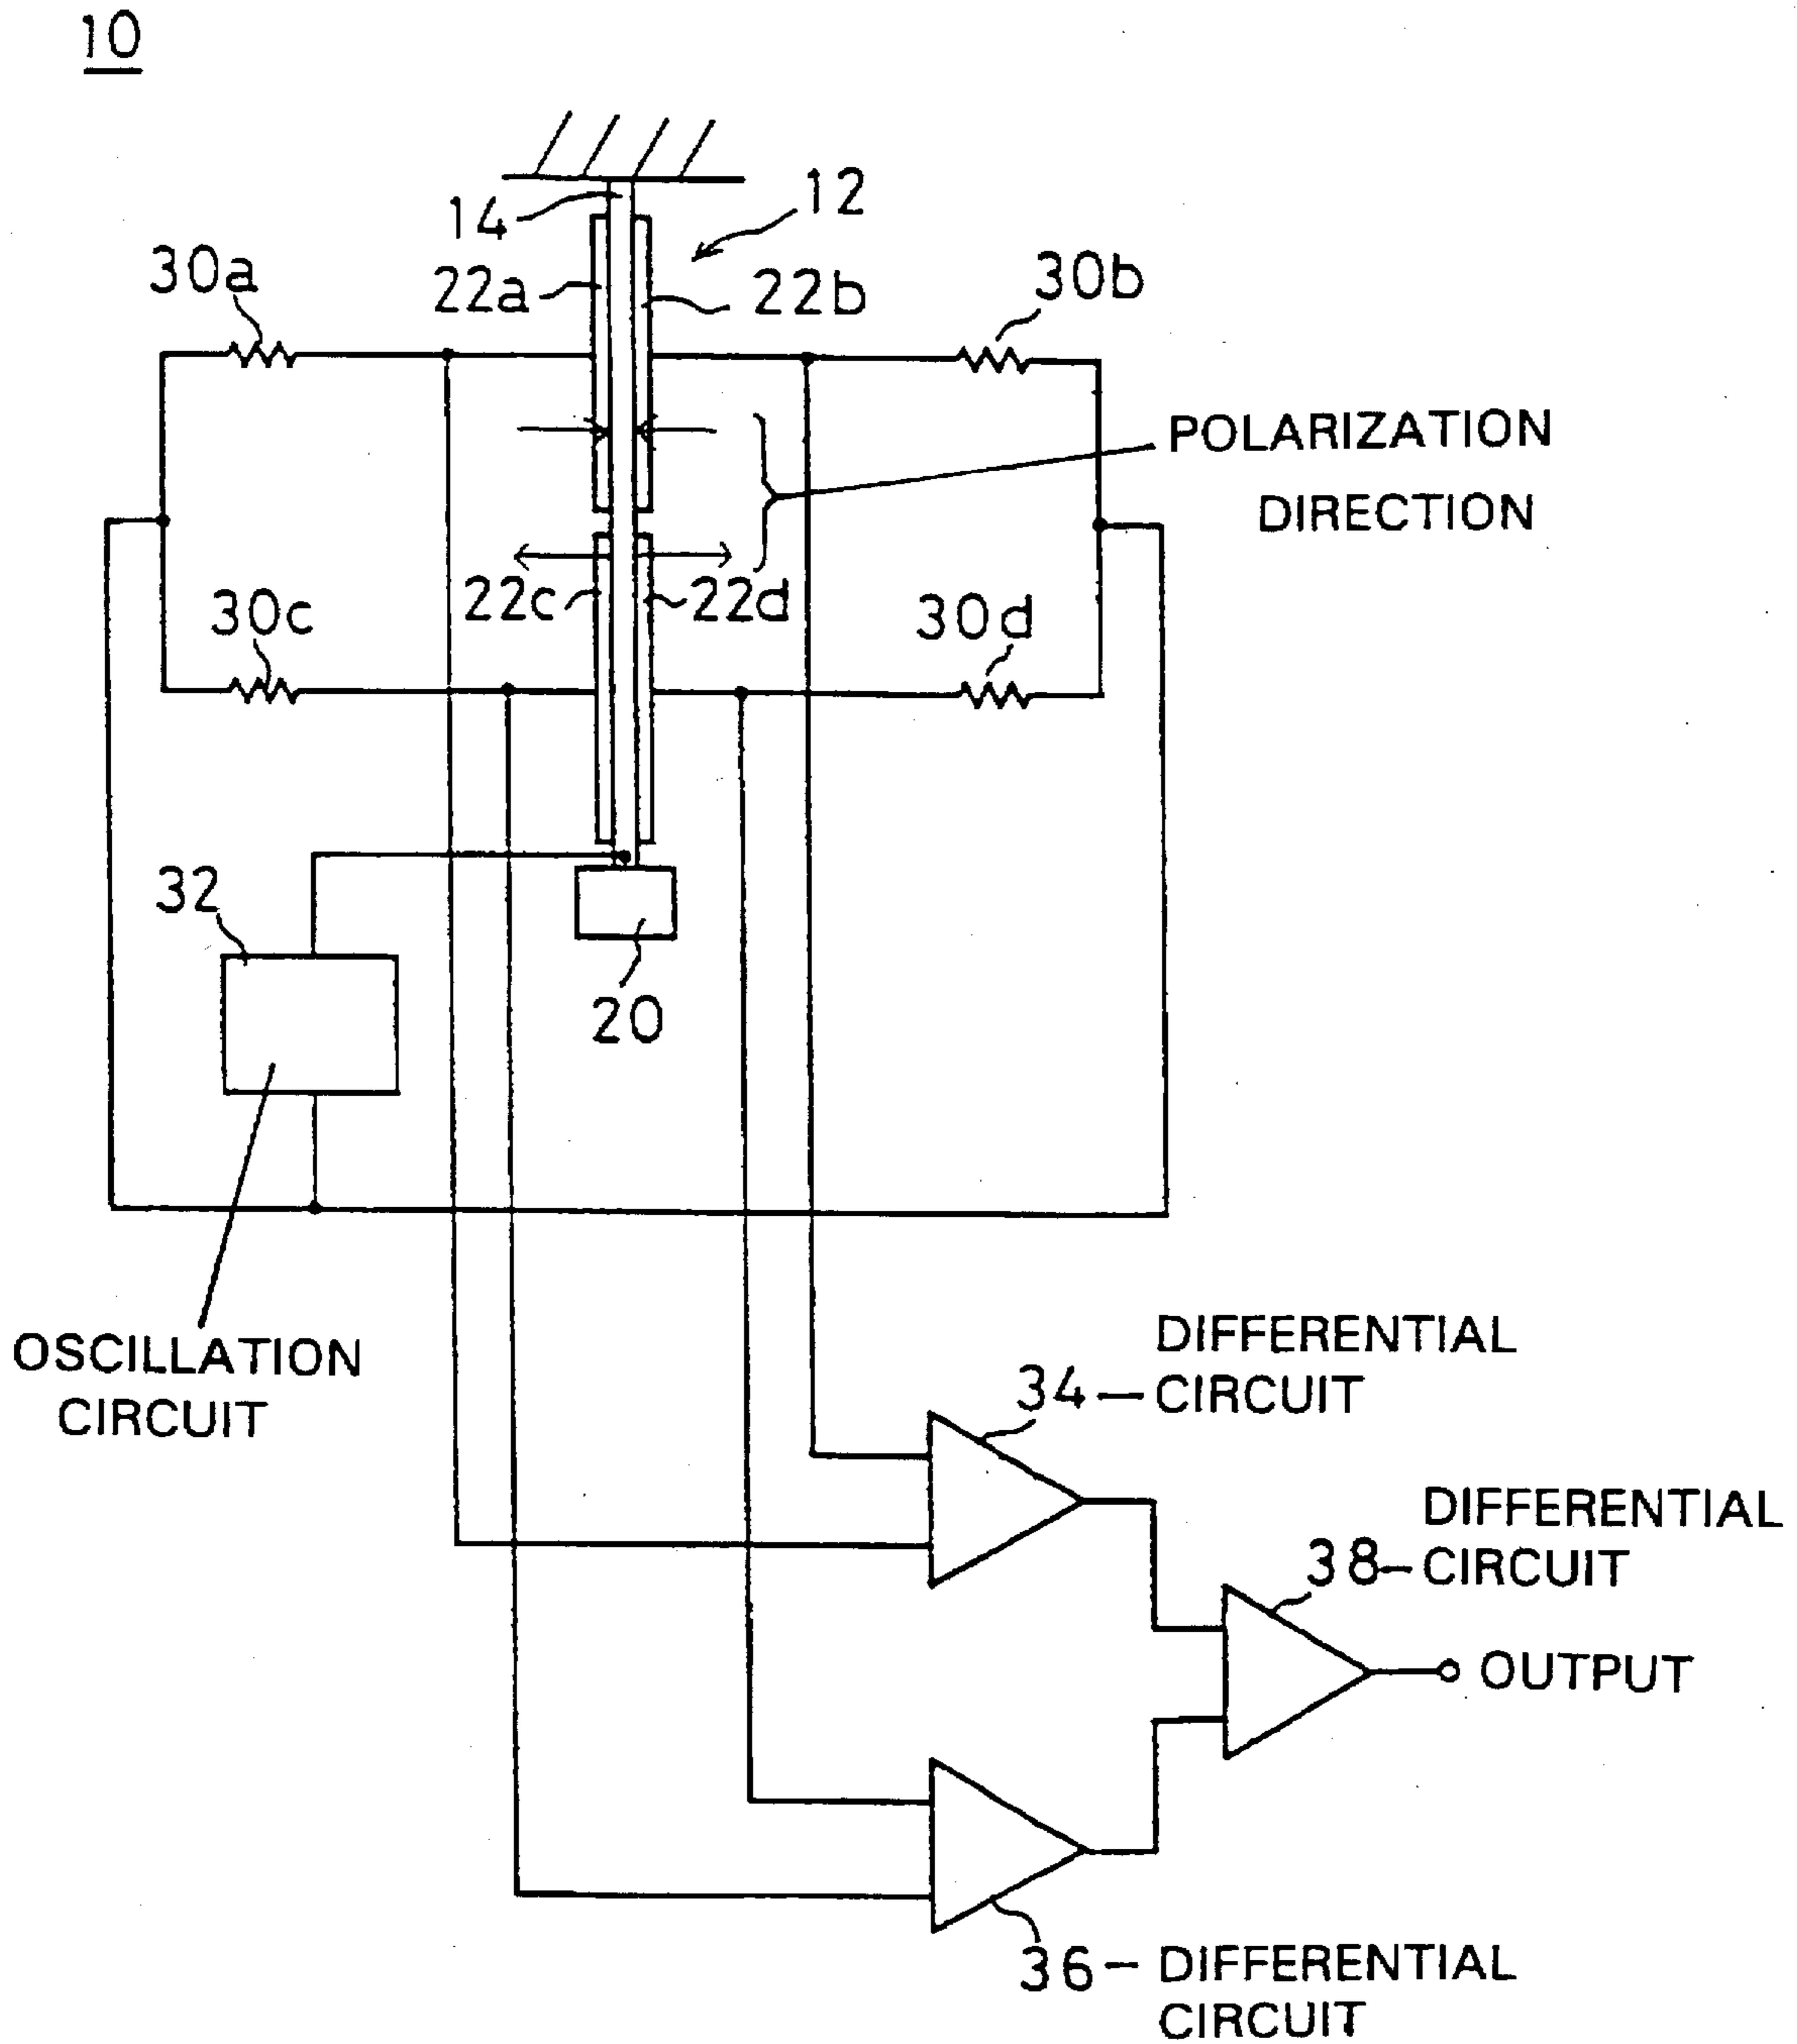 10
14
12
30a
22a
22b
30b
POLARIZATION
DIRECTION
22c
22d
30c
30d
32
20
OSCILLATION
CIRCUIT
DIFFERENTIAL
34 — CIRCUIT
DIFFERENTIAL
38 — CIRCUIT
OUTPUT
36 — DIFFERENTIAL
CIRCUIT